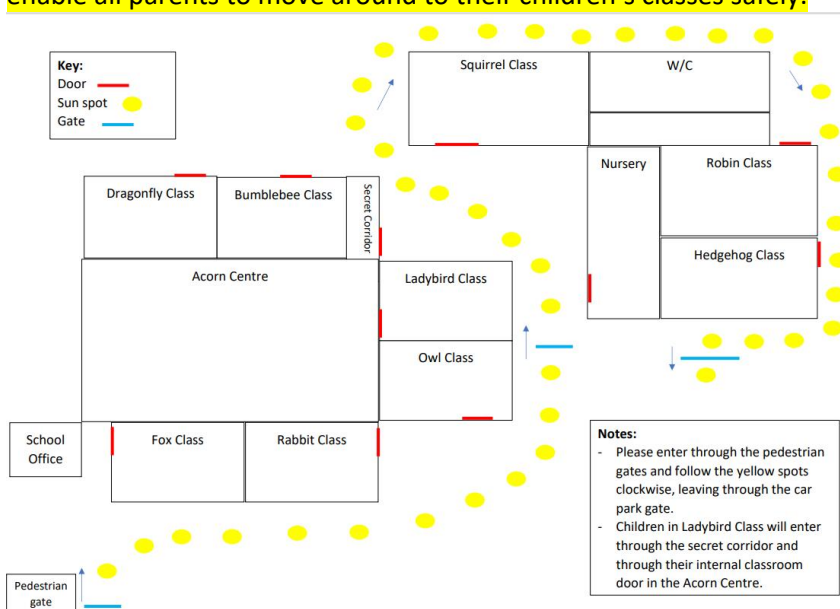 enable all parents to move around to their children's classes safely.
Key:
Door
Sun spot
Gate
Squirrel Class
W/C
Nursery
Robin Class
Hedgehog Class
Dragonfly Class
Bumblebee Class
Secret Corridor
Acorn Centre
Ladybird Class
Owl Class
School
Office
Fox Class
Rabbit Class
Notes:
- Please enter through the pedestrian
gates and follow the yellow spots
clockwise, leaving through the car
park gate.
- Children in Ladybird Class will enter
through the secret corridor and
through their internal classroom
door in the Acorn Centre.
Pedestrian
gate